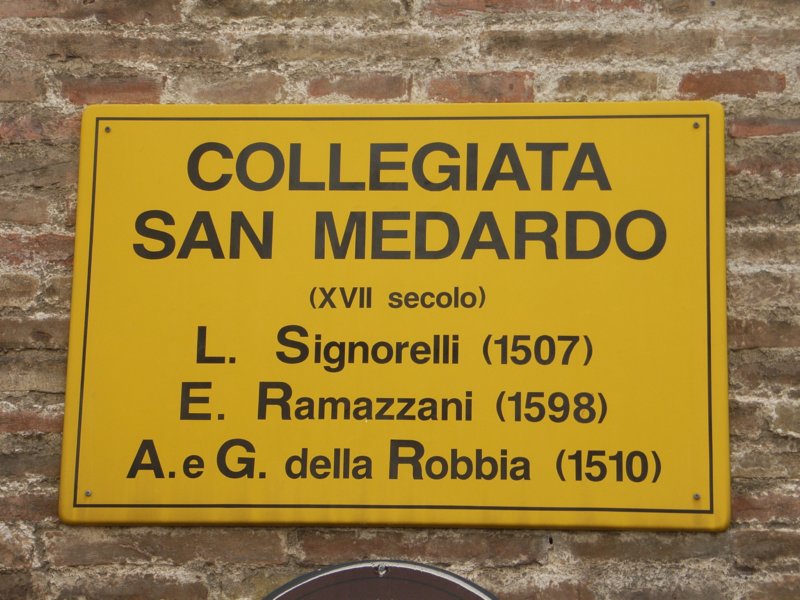 COLLEGIATA
SAN MEDARDO
(XVII secolo)
L. Signorelli (1507)
E. Ramazzani (1598)
A. e G. della Robbia (1510)